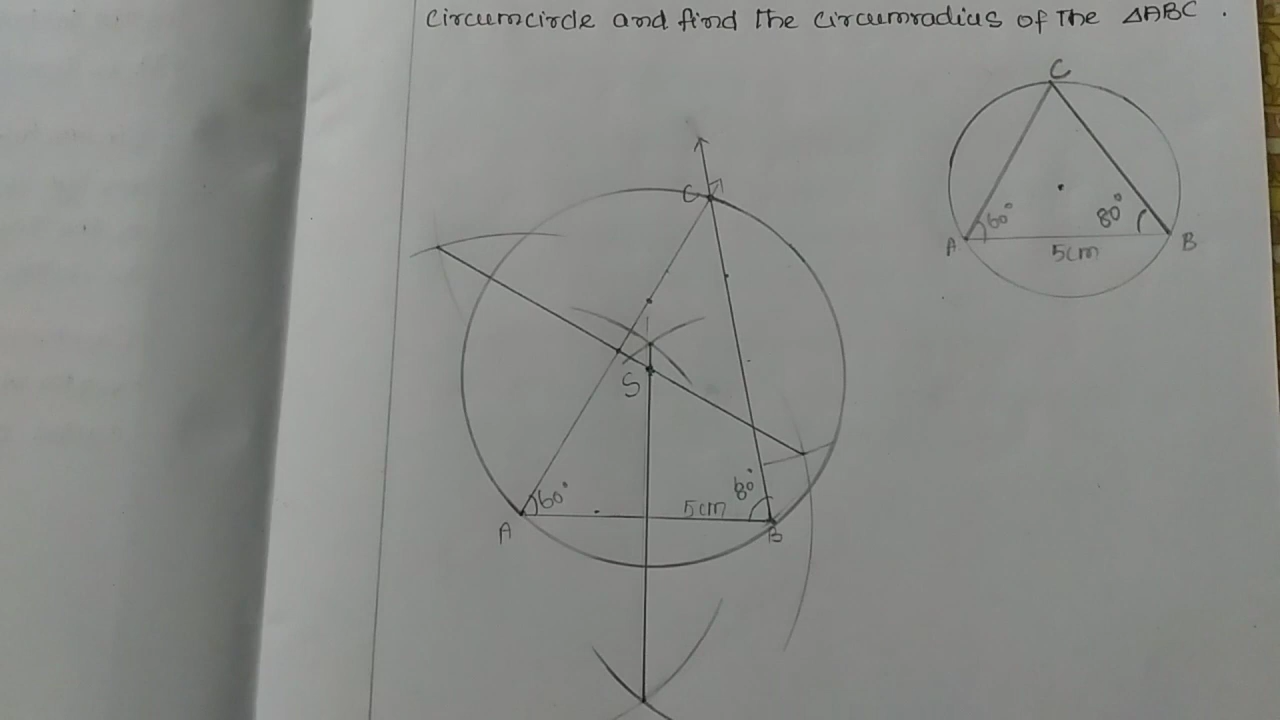 circumcircle and find the circumradius of the ΔABC .
C
60°
80°
A
5cm
B
C
S
60°
80°
5cm
A
B